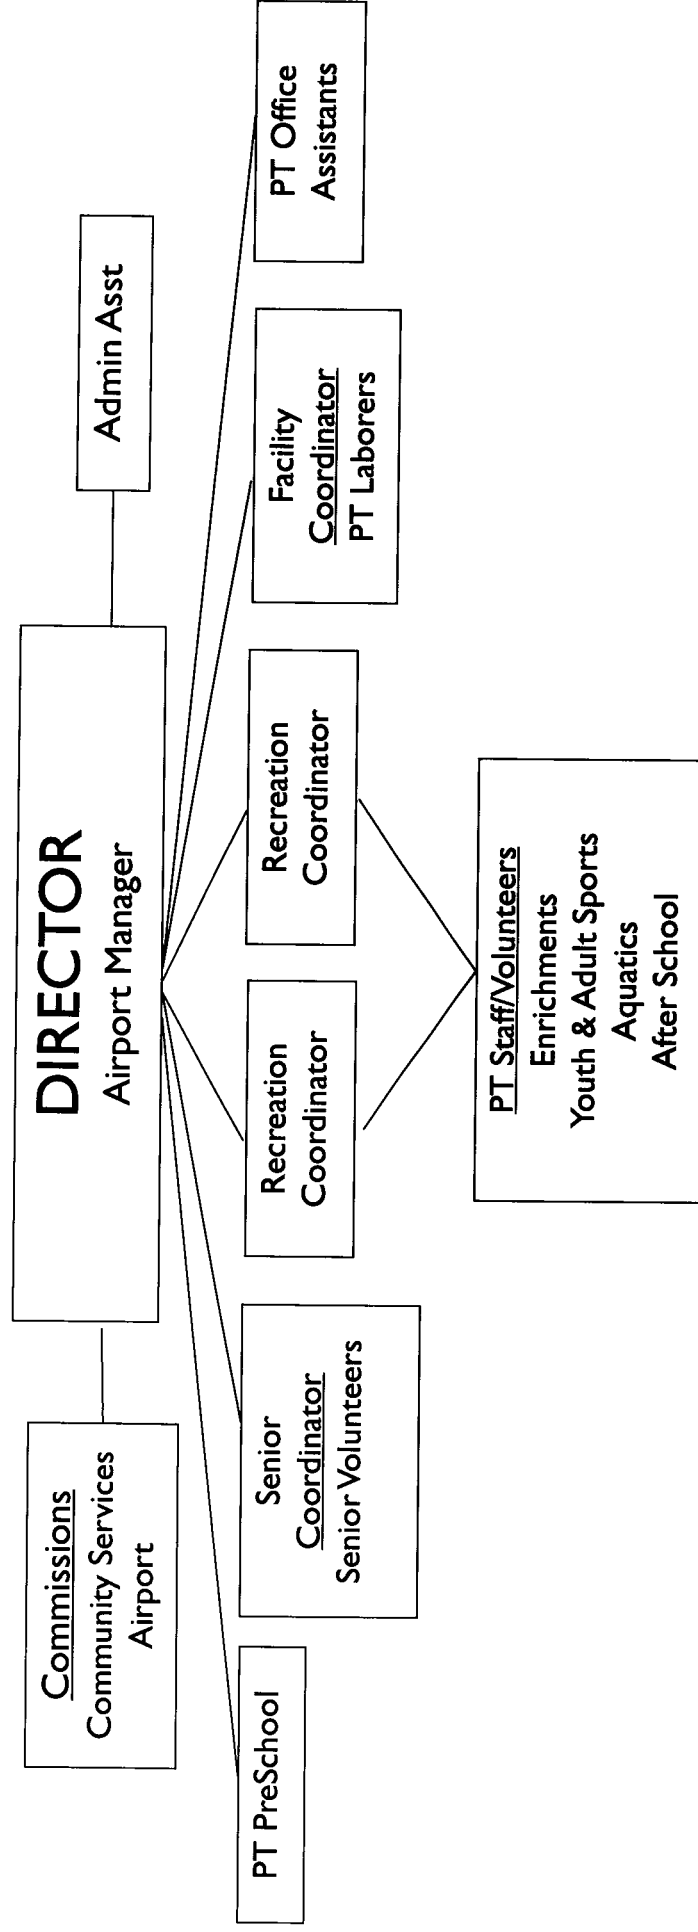 DIRECTOR
Airport Manager
Commissions
Community Services
Airport
Admin Asst
PT PreSchool
Senior
Coordinator
Senior Volunteers
Recreation
Coordinator
Recreation
Coordinator
Facility
Coordinator
PT Laborers
PT Office
Assistants
PT Staff/Volunteers
Enrichments
Youth & Adult Sports
Aquatics
After School